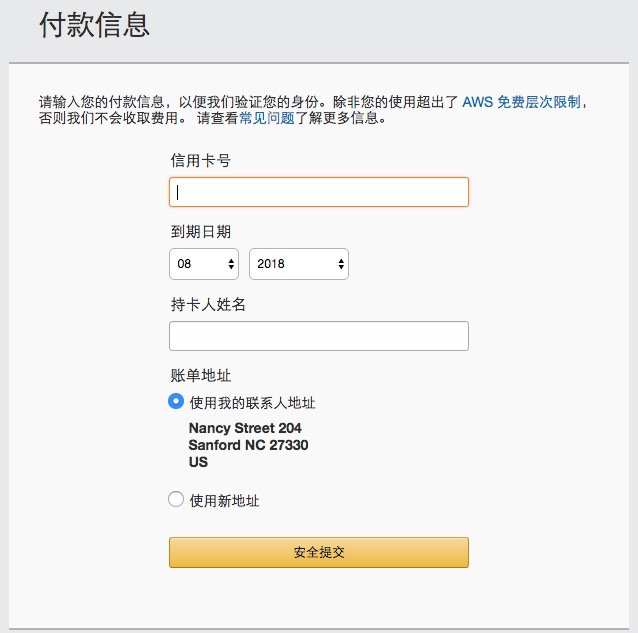 付款信息
请输入您的付款信息，以便我们验证您的身份。除非您的使用超出了 AWS 免费层次限制，
否则我们不会收取费用。 请查看常见问题了解更多信息。
信用卡号
到期日期
08 2018
持卡人姓名
账单地址
使用我的联系人地址
Nancy Street 204
Sanford NC 27330
US
使用新地址
安全提交